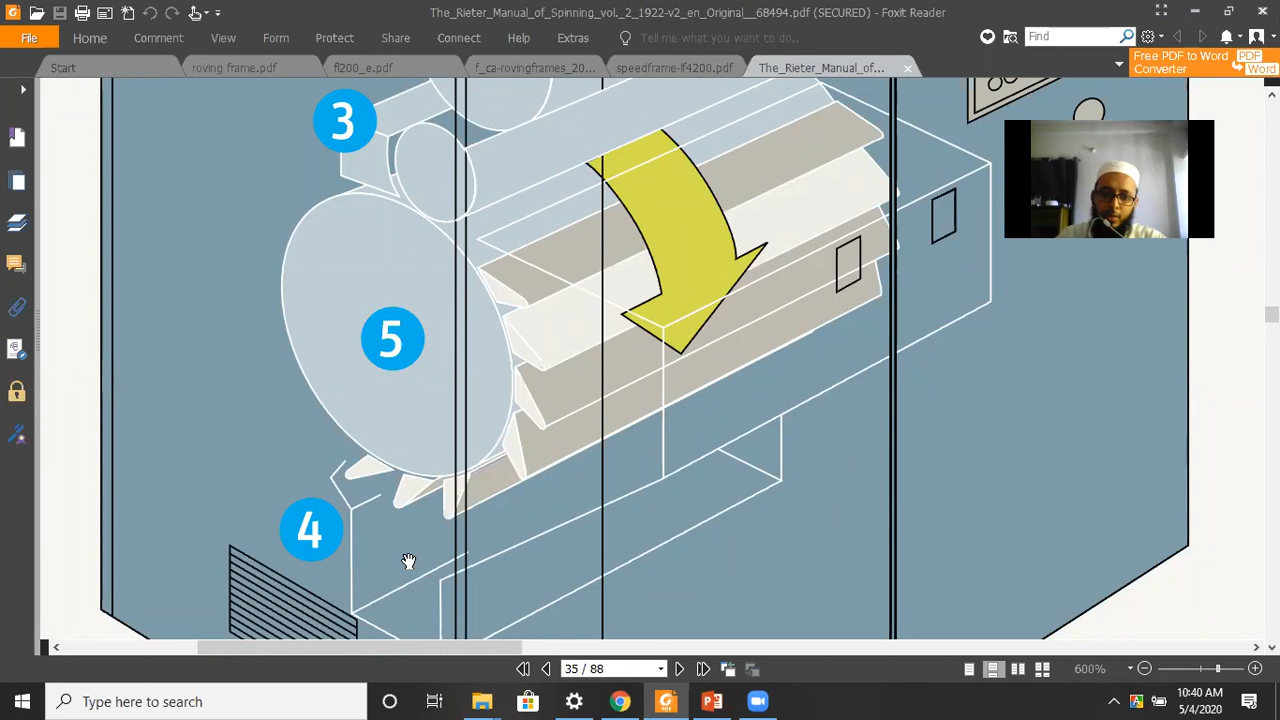 The_Rieter_Manual_of_Spinning_vol._2_1922-v2_en_Original__68494.pdf (SECURED) - Foxit Reader
File Home Comment View Form Protect Share Connect Help Extras Tell me what you want to do... Find
Free PDF to Word Converter
PDF
Word
Start roving frame.pdf fl200_e.pdf f_ca-rovingframes_20... speedframe-lf4200.pdf The_Rieter_Manual_of...
3
5
4
35 / 88
600%
Type here to search
10:40 AM
5/4/2020